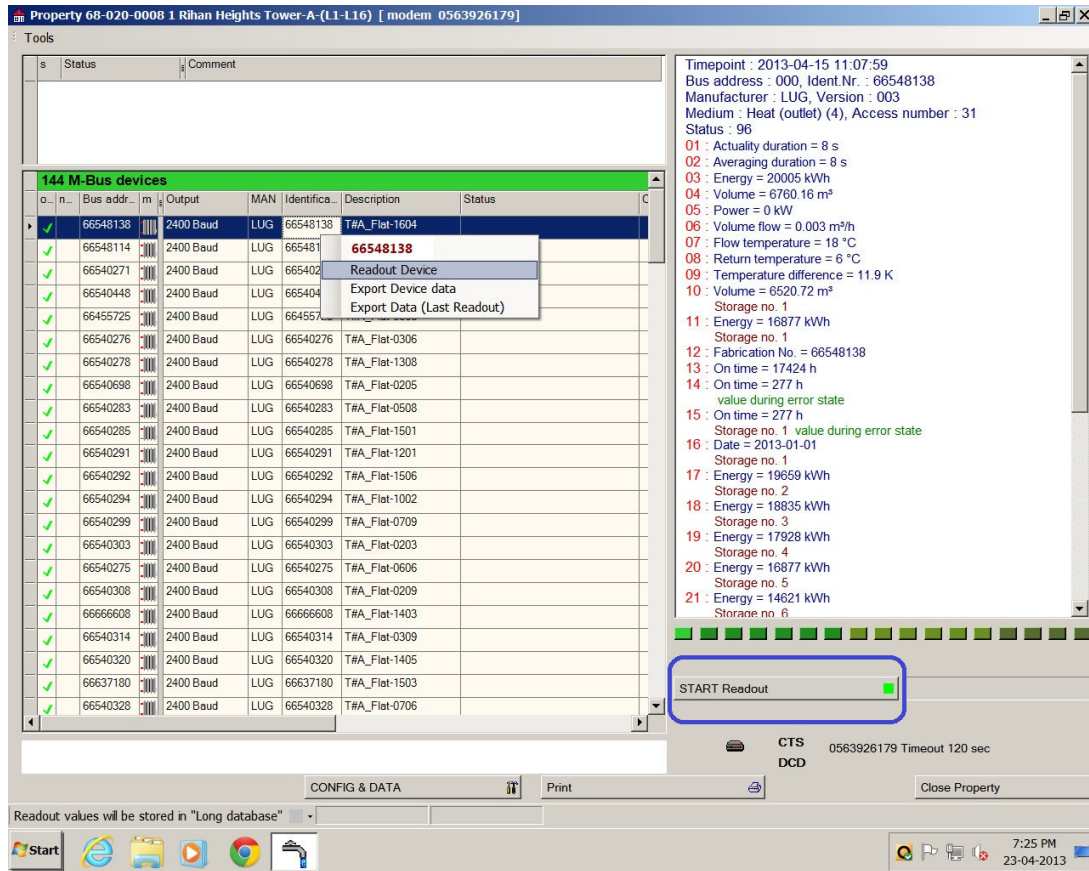 Property 68-020-0008 1 Rihan Heights Tower-A-(L1-L16) [ modem 0563926179]
Tools
s Status Comment
144 M-Bus devices
o... n... Bus addr... m Output MAN Identifica... Description Status C
66548138 2400 Baud LUG 66548138 T#A_Flat-1604
66548114 2400 Baud LUG 665481
66540271 2400 Baud LUG 665402
66540448 2400 Baud LUG 665404
66455725 2400 Baud LUG 664557
66540276 2400 Baud LUG 66540276 T#A_Flat-0306
66540278 2400 Baud LUG 66540278 T#A_Flat-1308
66540698 2400 Baud LUG 66540698 T#A_Flat-0205
66540283 2400 Baud LUG 66540283 T#A_Flat-0508
66540285 2400 Baud LUG 66540285 T#A_Flat-1501
66540291 2400 Baud LUG 66540291 T#A_Flat-1201
66540292 2400 Baud LUG 66540292 T#A_Flat-1506
66540294 2400 Baud LUG 66540294 T#A_Flat-1002
66540299 2400 Baud LUG 66540299 T#A_Flat-0709
66540303 2400 Baud LUG 66540303 T#A_Flat-0203
66540275 2400 Baud LUG 66540275 T#A_Flat-0606
66540308 2400 Baud LUG 66540308 T#A_Flat-0209
66666608 2400 Baud LUG 66666608 T#A_Flat-1403
66540314 2400 Baud LUG 66540314 T#A_Flat-0309
66540320 2400 Baud LUG 66540320 T#A_Flat-1405
66637180 2400 Baud LUG 66637180 T#A_Flat-1503
66540328 2400 Baud LUG 66540328 T#A_Flat-0706
66548138
Readout Device
Export Device data
Export Data (Last Readout)
Timepoint : 2013-04-15 11:07:59
Bus address : 000, Ident.Nr. : 66548138
Manufacturer : LUG, Version : 003
Medium : Heat (outlet) (4), Access number : 31
Status : 96
01 : Actuality duration = 8 s
02 : Averaging duration = 8 s
03 : Energy = 20005 kWh
04 : Volume = 6760.16 m³
05 : Power = 0 kW
06 : Volume flow = 0.003 m³/h
07 : Flow temperature = 18 °C
08 : Return temperature = 6 °C
09 : Temperature difference = 11.9 K
10 : Volume = 6520.72 m³
Storage no. 1
11 : Energy = 16877 kWh
Storage no. 1
12 : Fabrication No. = 66548138
13 : On time = 17424 h
14 : On time = 277 h
value during error state
15 : On time = 277 h
Storage no. 1 value during error state
16 : Date = 2013-01-01
Storage no. 1
17 : Energy = 19659 kWh
Storage no. 2
18 : Energy = 18835 kWh
Storage no. 3
19 : Energy = 17928 kWh
Storage no. 4
20 : Energy = 16877 kWh
Storage no. 5
21 : Energy = 14621 kWh
Storage no. 6
START Readout
CTS
DCD
0563926179 Timeout 120 sec
CONFIG & DATA
Print
Close Property
Readout values will be stored in "Long database"
Start
7:25 PM
23-04-2013